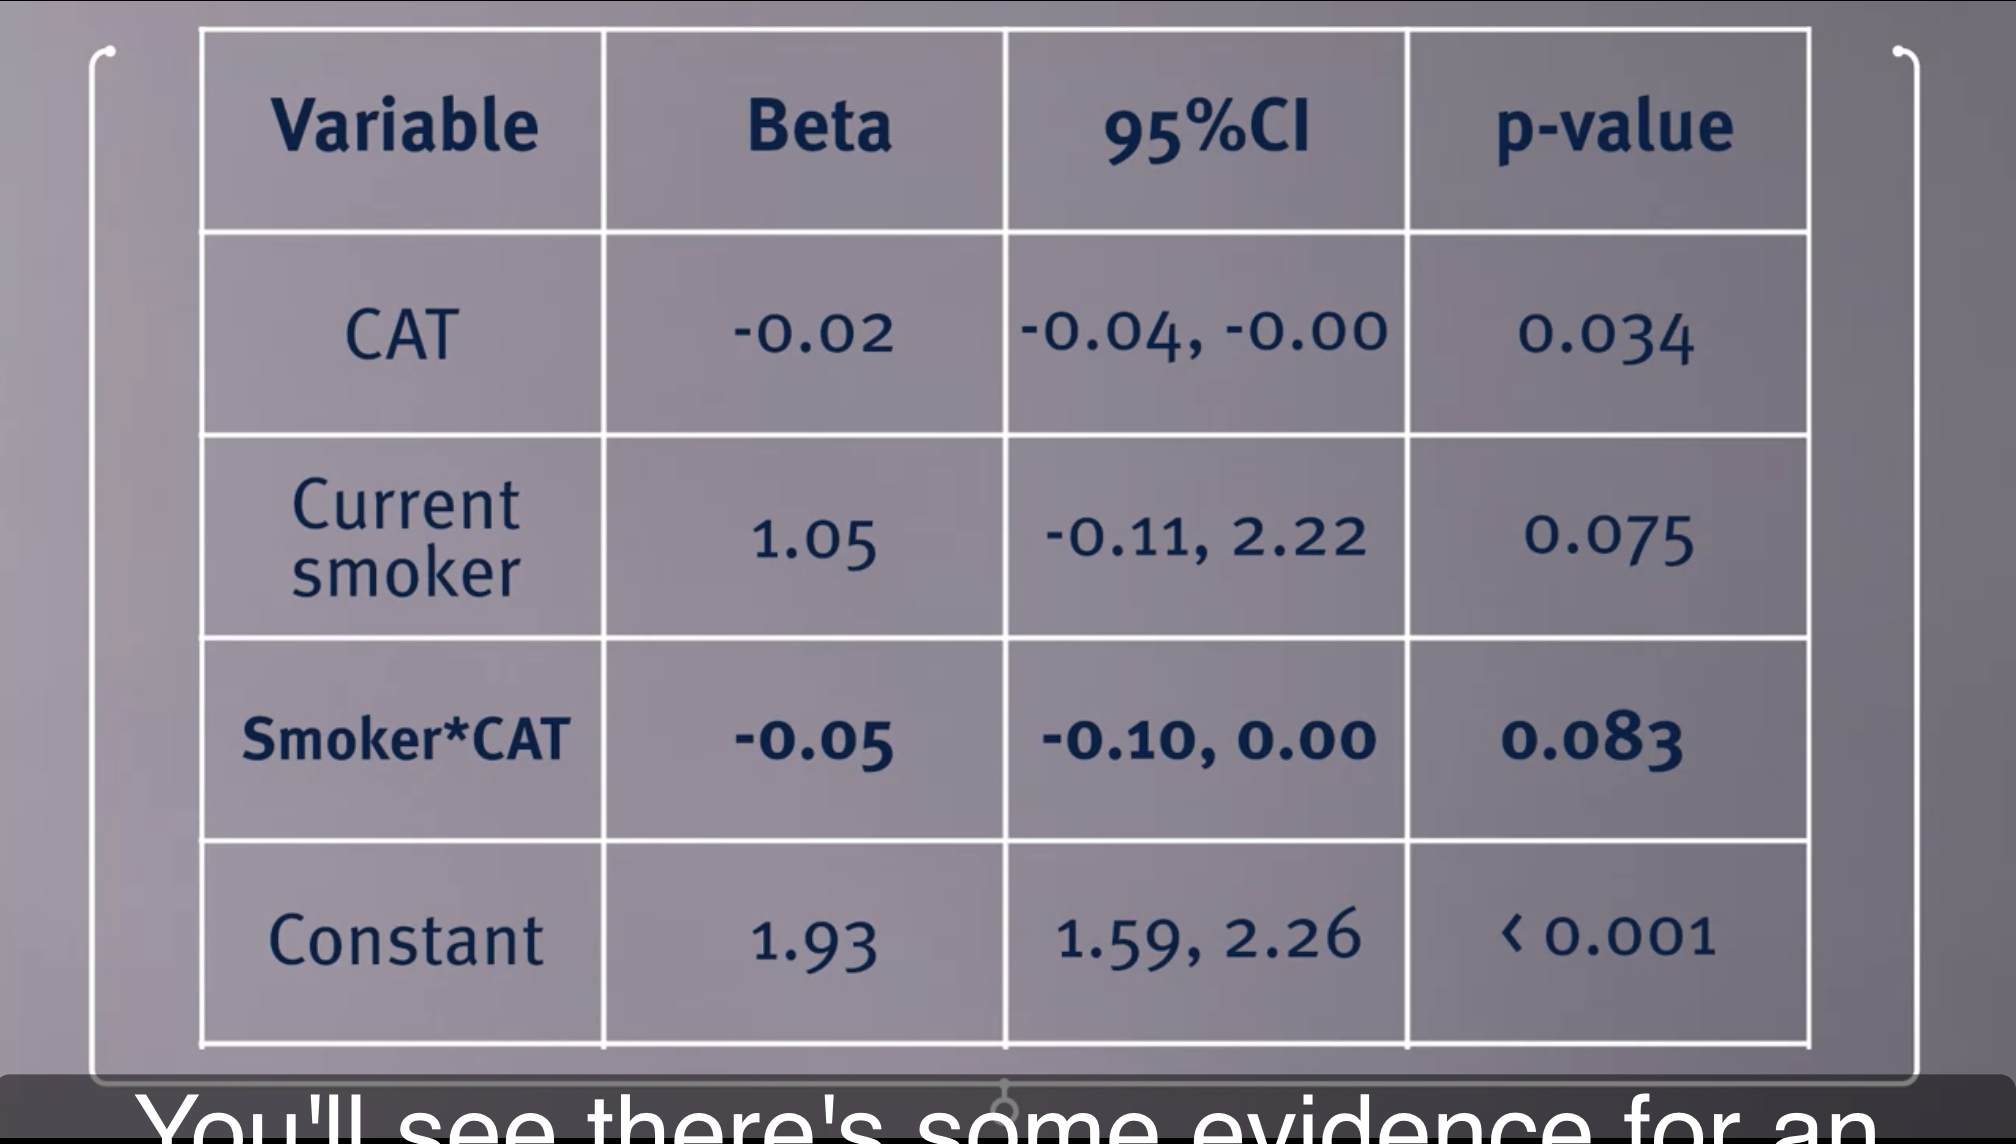 Variable Beta 95%CI p-value
CAT -0.02 -0.04, -0.00 0.034
Current
smoker 1.05 -0.11, 2.22 0.075
Smoker*CAT -0.05 -0.10, 0.00 0.083
Constant 1.93 1.59, 2.26 < 0.001
You'll see there's some evidence for an